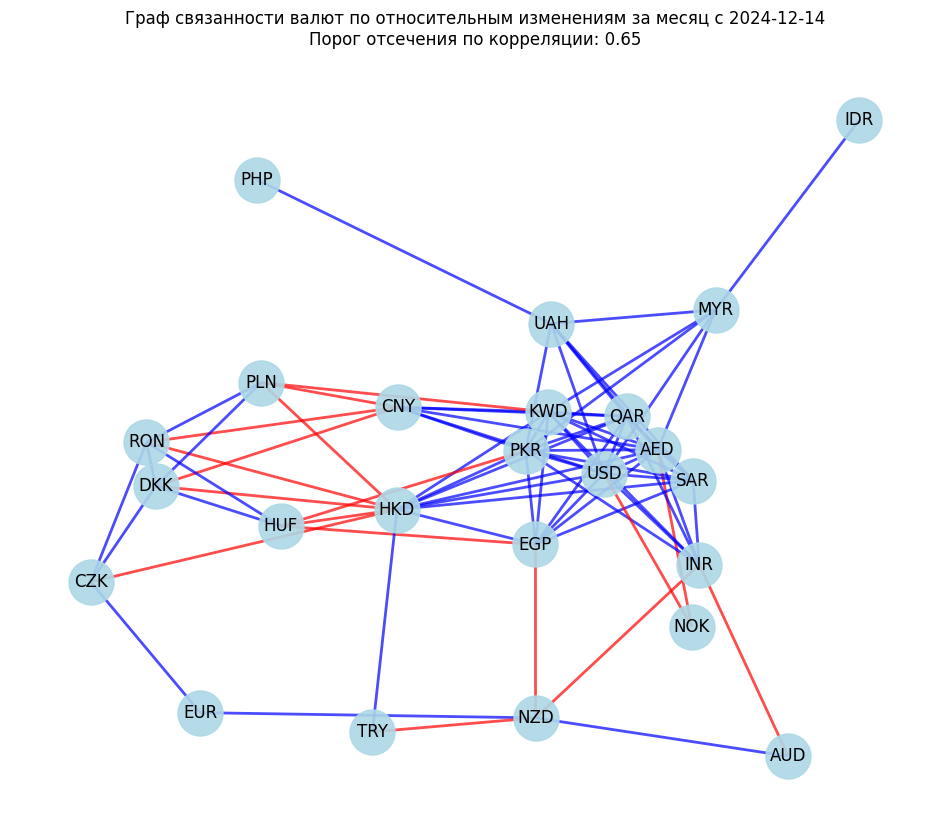 Граф связанности валют по относительным изменениям за месяц с 2024-12-14
Порог отсечения по корреляции: 0.65
IDR
PHP
MYR
UAH
PLN
CNY
KWD
QAR
RON
PKR
AED
USD
SAR
DKK
HKD
HUF
EGP
INR
CZK
NOK
EUR
TRY
NZD
AUD